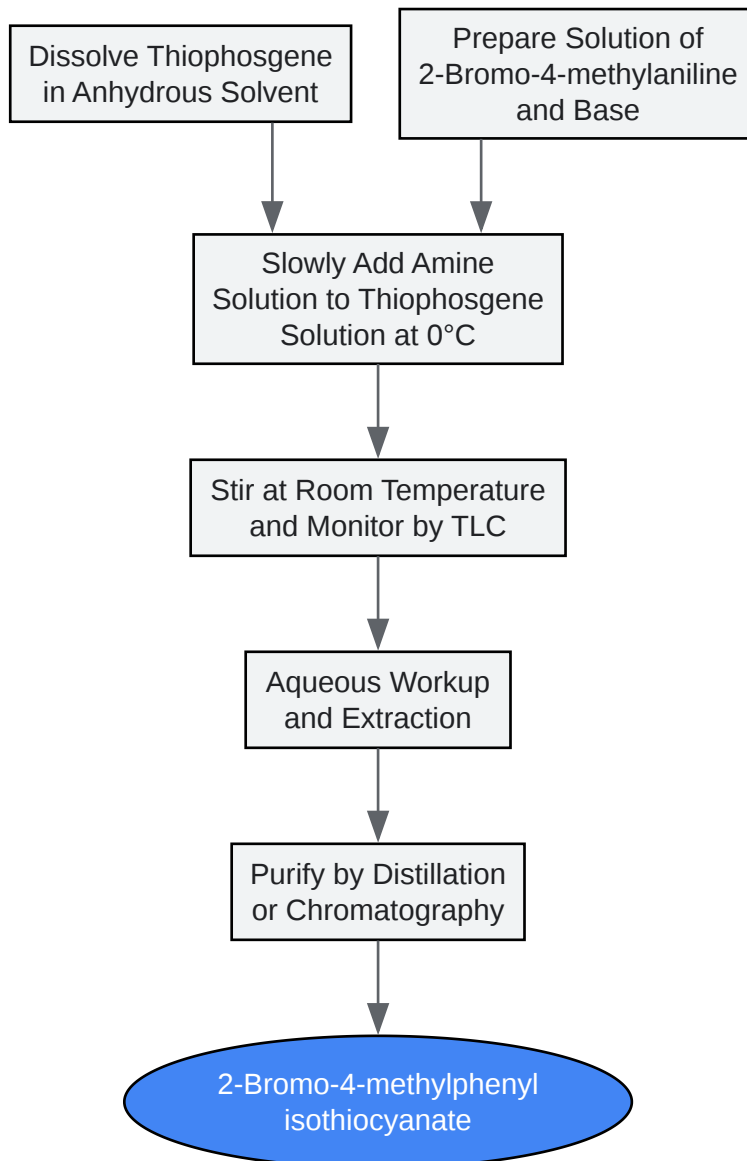 Dissolve Thiophosgene
in Anhydrous Solvent
Prepare Solution of
2-Bromo-4-methylaniline
and Base
Slowly Add Amine
Solution to Thiophosgene
Solution at 0°C
Stir at Room Temperature
and Monitor by TLC
Aqueous Workup
and Extraction
Purify by Distillation
or Chromatography
2-Bromo-4-methylphenyl
isothiocyanate